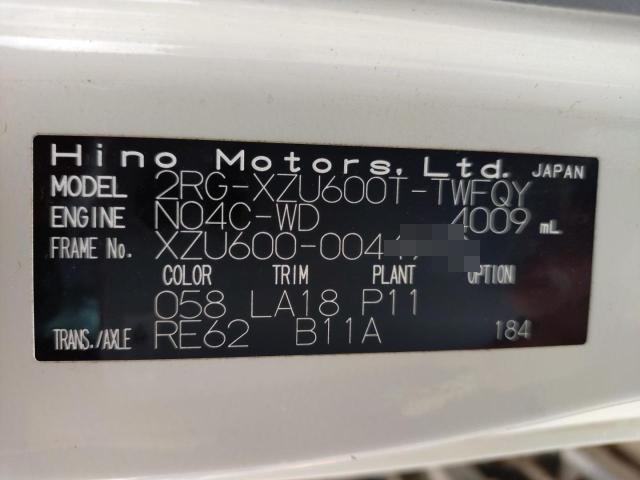 Hino Motors, Ltd. JAPAN
MODEL 2RG-XZU600T-TWFQY
ENGINE N04C-WD 4009 mL
FRAME No. XZU600-004
COLOR TRIM PLANT OPTION
058 LA18 P11
TRANS./AXLE RE62 B11A 184